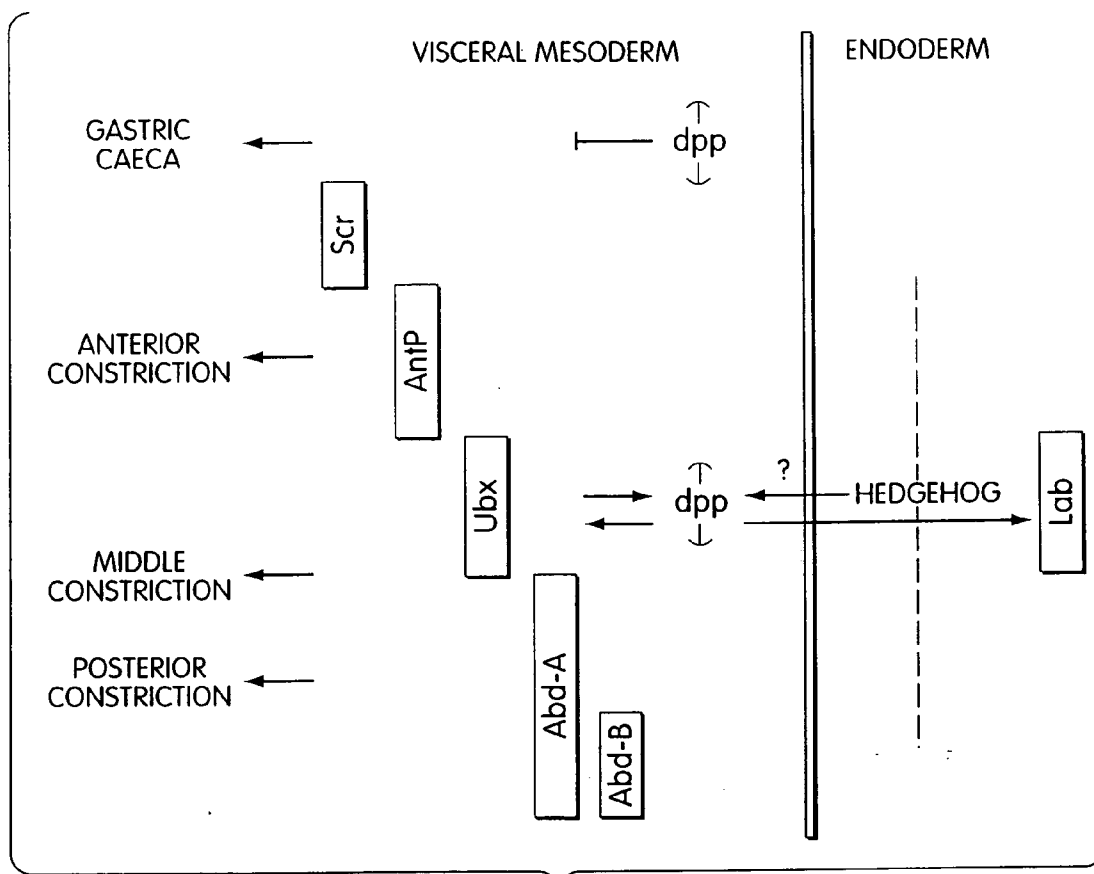 VISCERAL MESODERM
ENDODERM
GASTRIC
CAECA
dpp
Scr
ANTERIOR
CONSTRICTION
AntP
Ubx
dpp
?
HEDGEHOG
Lab
MIDDLE
CONSTRICTION
POSTERIOR
CONSTRICTION
Abd-A
Abd-B